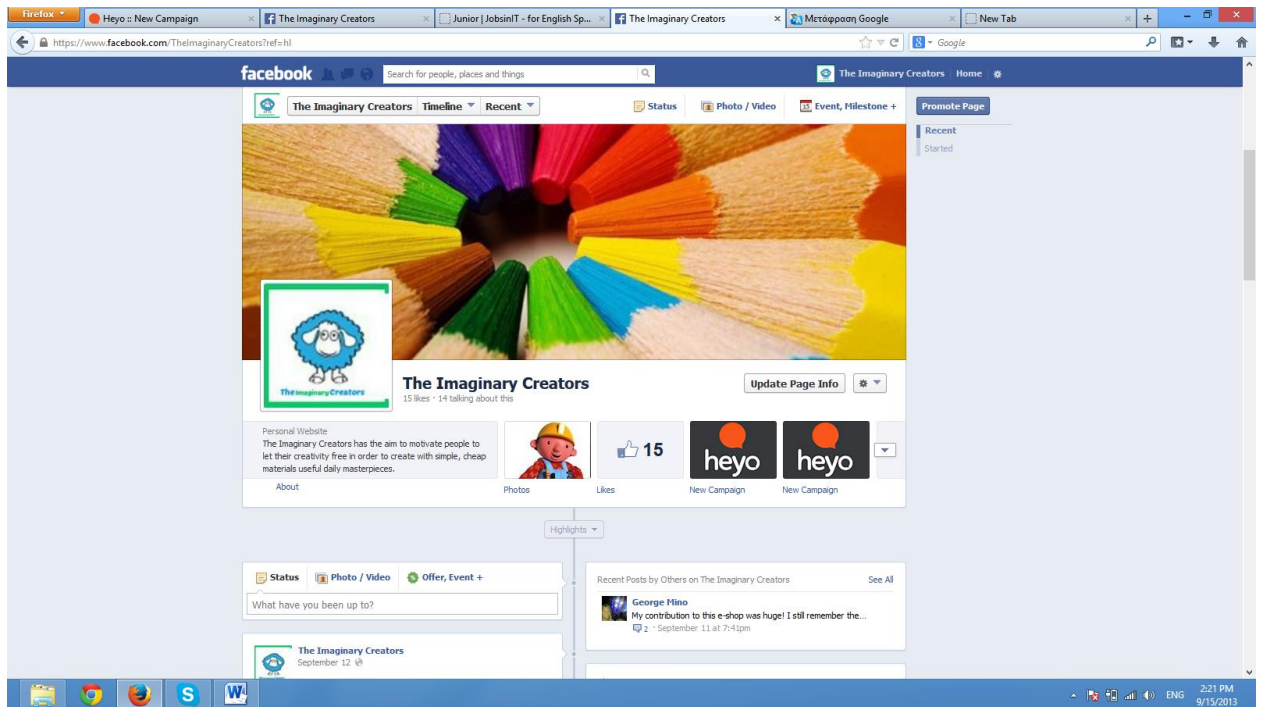 Firefox
Heyo :: New Campaign
The Imaginary Creators
Junior | JobsinIT - for English Sp...
The Imaginary Creators
Μετάφραση Google
New Tab
https://www.facebook.com/TheImaginaryCreators?ref=hl
Google
facebook
Search for people, places and things
The Imaginary Creators
Home
The Imaginary Creators Timeline Recent
Status
Photo / Video
Event, Milestone +
Promote Page
Recent
Started
The Imaginary Creators
The Imaginary Creators
15 likes · 14 talking about this
Update Page Info
Personal Website
The Imaginary Creators has the aim to motivate people to
let their creativity free in order to create with simple, cheap
materials useful daily masterpieces.
About
Photos
15
Likes
heyo
New Campaign
heyo
New Campaign
Highlights
Status Photo / Video Offer, Event +
What have you been up to?
Recent Posts by Others on The Imaginary Creators See All
George Mino
My contribution to this e-shop was huge! I still remember the...
2 · September 11 at 7:41pm
The Imaginary Creators
September 12
ENG
2:21 PM
9/15/2013